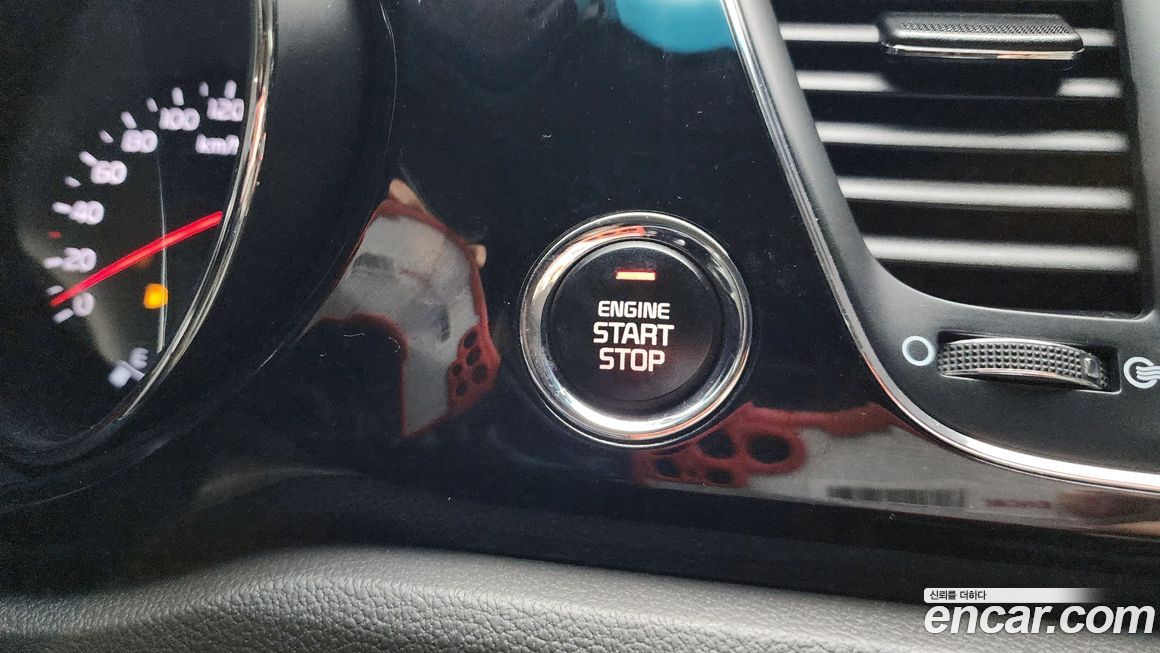 120
100
km/h
80
60
40
20
0
E
ENGINE
START
STOP
신뢰를 더하다
encar.com